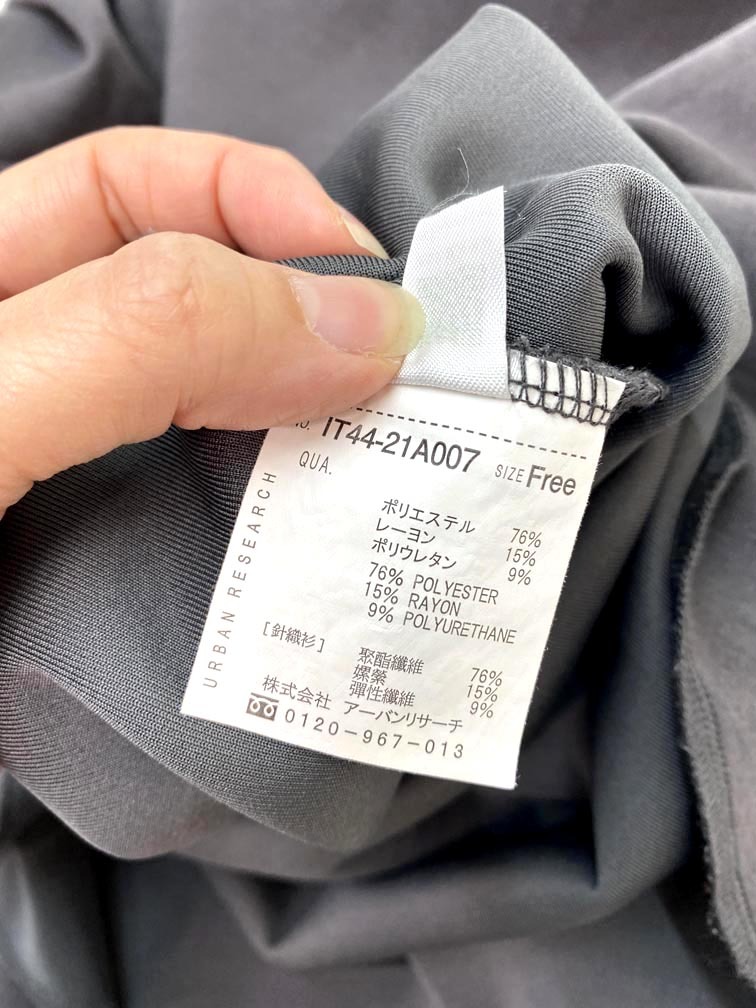 IT44-21A007 SIZE Free
QUA.
ポリエステル 76%
レーヨン 15%
ポリウレタン 9%
76% POLYESTER
15% RAYON
9% POLYURETHANE
[針織衫]
聚酯纖維 76%
嫘縈 15%
彈性纖維 9%
株式会社 アーバンリサーチ
0120-967-013
URBAN RESEARCH